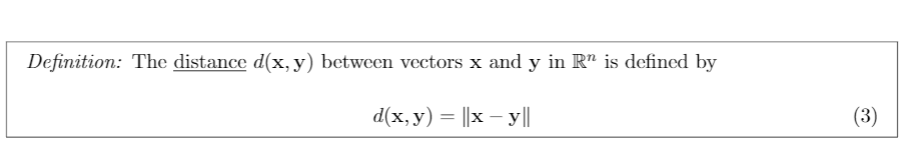 Definition: The distance d(x, y) between vectors x and y in ℝⁿ is defined by
d(x, y) = ‖x − y‖ (3)